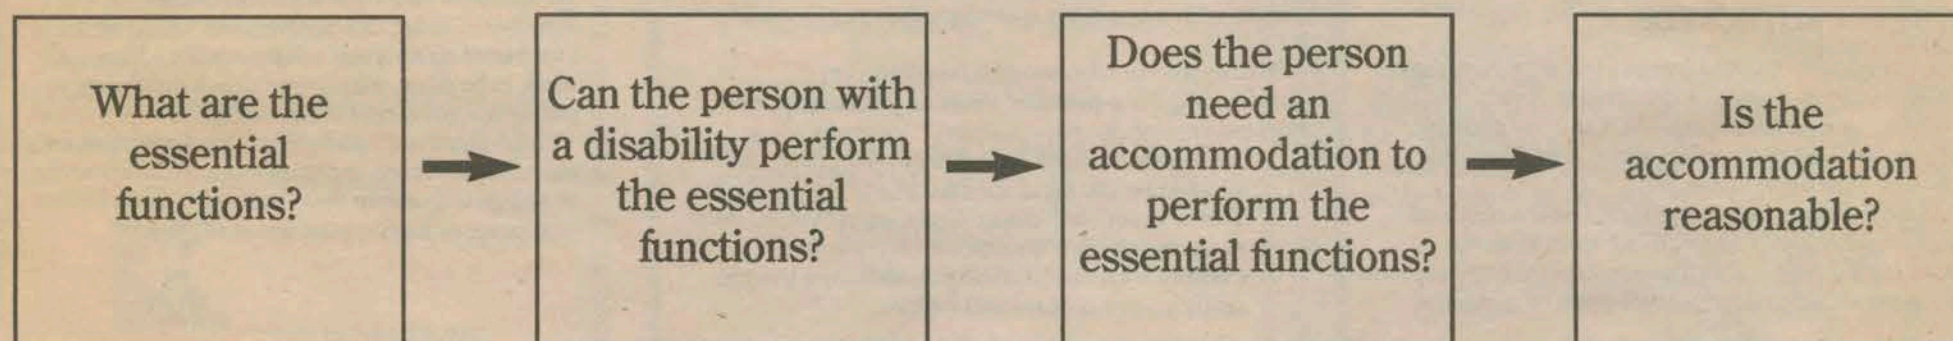 What are the
essential
functions?
Can the person with
a disability perform
the essential
functions?
Does the person
need an
accommodation to
perform the
essential functions?
Is the
accommodation
reasonable?